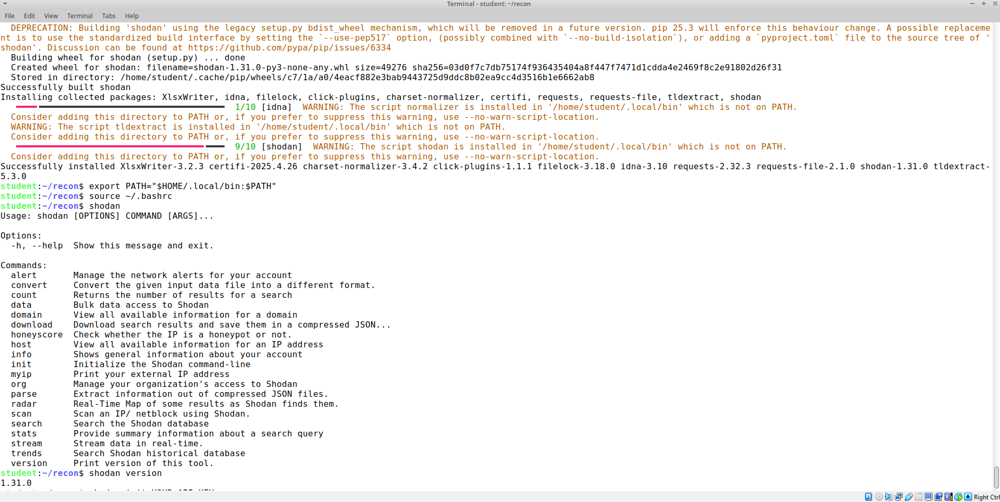 Terminal - student: ~/recon
File Edit View Terminal Tabs Help
DEPRECATION: Building 'shodan' using the legacy setup.py bdist_wheel mechanism, which will be removed in a future version. pip 25.3 will enforce this behaviour change. A possible replaceme
nt is to use the standardized build interface by setting the `--use-pep517` option, (possibly combined with `--no-build-isolation`), or adding a `pyproject.toml` file to the source tree of '
shodan'. Discussion can be found at https://github.com/pypa/pip/issues/6334
Building wheel for shodan (setup.py) ... done
Created wheel for shodan: filename=shodan-1.31.0-py3-none-any.whl size=49276 sha256=03d0f7c7db75174f936435404a8f447f7471d1cdda4e2469f8c2e91802d26f31
Stored in directory: /home/student/.cache/pip/wheels/c7/1a/a0/4eacf882e3bab9443725d9ddc8b02ea9cc4d3516b1e6662ab8
Successfully built shodan
Installing collected packages: XlsxWriter, idna, filelock, click-plugins, charset-normalizer, certifi, requests, requests-file, tldextract, shodan
1/10 [idna] WARNING: The script normalizer is installed in '/home/student/.local/bin' which is not on PATH.
Consider adding this directory to PATH or, if you prefer to suppress this warning, use --no-warn-script-location.
WARNING: The script tldextract is installed in '/home/student/.local/bin' which is not on PATH.
Consider adding this directory to PATH or, if you prefer to suppress this warning, use --no-warn-script-location.
9/10 [shodan] WARNING: The script shodan is installed in '/home/student/.local/bin' which is not on PATH.
Consider adding this directory to PATH or, if you prefer to suppress this warning, use --no-warn-script-location.
Successfully installed XlsxWriter-3.2.3 certifi-2025.4.26 charset-normalizer-3.4.2 click-plugins-1.1.1 filelock-3.18.0 idna-3.10 requests-2.32.3 requests-file-2.1.0 shodan-1.31.0 tldextract-
5.3.0
student:~/recon$ export PATH="$HOME/.local/bin:$PATH"
student:~/recon$ source ~/.bashrc
student:~/recon$ shodan
Usage: shodan [OPTIONS] COMMAND [ARGS]...
Options:
-h, --help Show this message and exit.
Commands:
alert Manage the network alerts for your account
convert Convert the given input data file into a different format.
count Returns the number of results for a search
data Bulk data access to Shodan
domain View all available information for a domain
download Download search results and save them in a compressed JSON...
honeyscore Check whether the IP is a honeypot or not.
host View all available information for an IP address
info Shows general information about your account
init Initialize the Shodan command-line
myip Print your external IP address
org Manage your organization's access to Shodan
parse Extract information out of compressed JSON files.
radar Real-Time Map of some results as Shodan finds them.
scan Scan an IP/ netblock using Shodan.
search Search the Shodan database
stats Provide summary information about a search query
stream Stream data in real-time.
trends Search Shodan historical database
version Print version of this tool.
student:~/recon$ shodan version
1.31.0
Right Ctrl